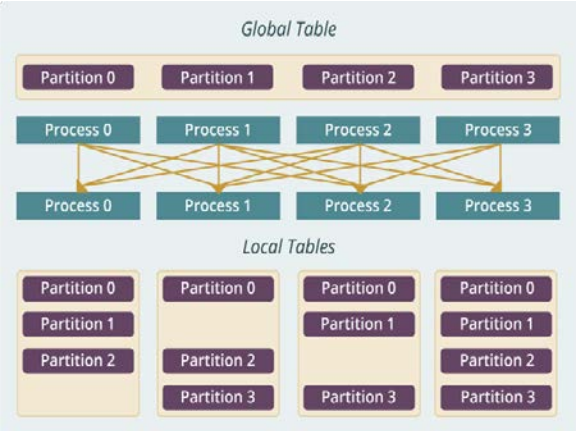 Global Table
Partition 0 Partition 1 Partition 2 Partition 3
Process 0 Process 1 Process 2 Process 3
Process 0 Process 1 Process 2 Process 3
Local Tables
Partition 0 Partition 0 Partition 0 Partition 0
Partition 1 Partition 1 Partition 1
Partition 2 Partition 2 Partition 2
Partition 3 Partition 3 Partition 3